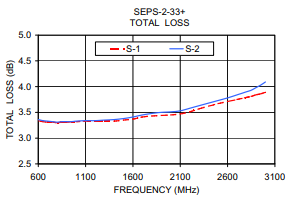 SEPS-2-33+
TOTAL LOSS
S-1 S-2
TOTAL LOSS (dB)
5.0
4.5
4.0
3.5
3.0
2.5
600 1100 1600 2100 2600 3100
FREQUENCY (MHz)